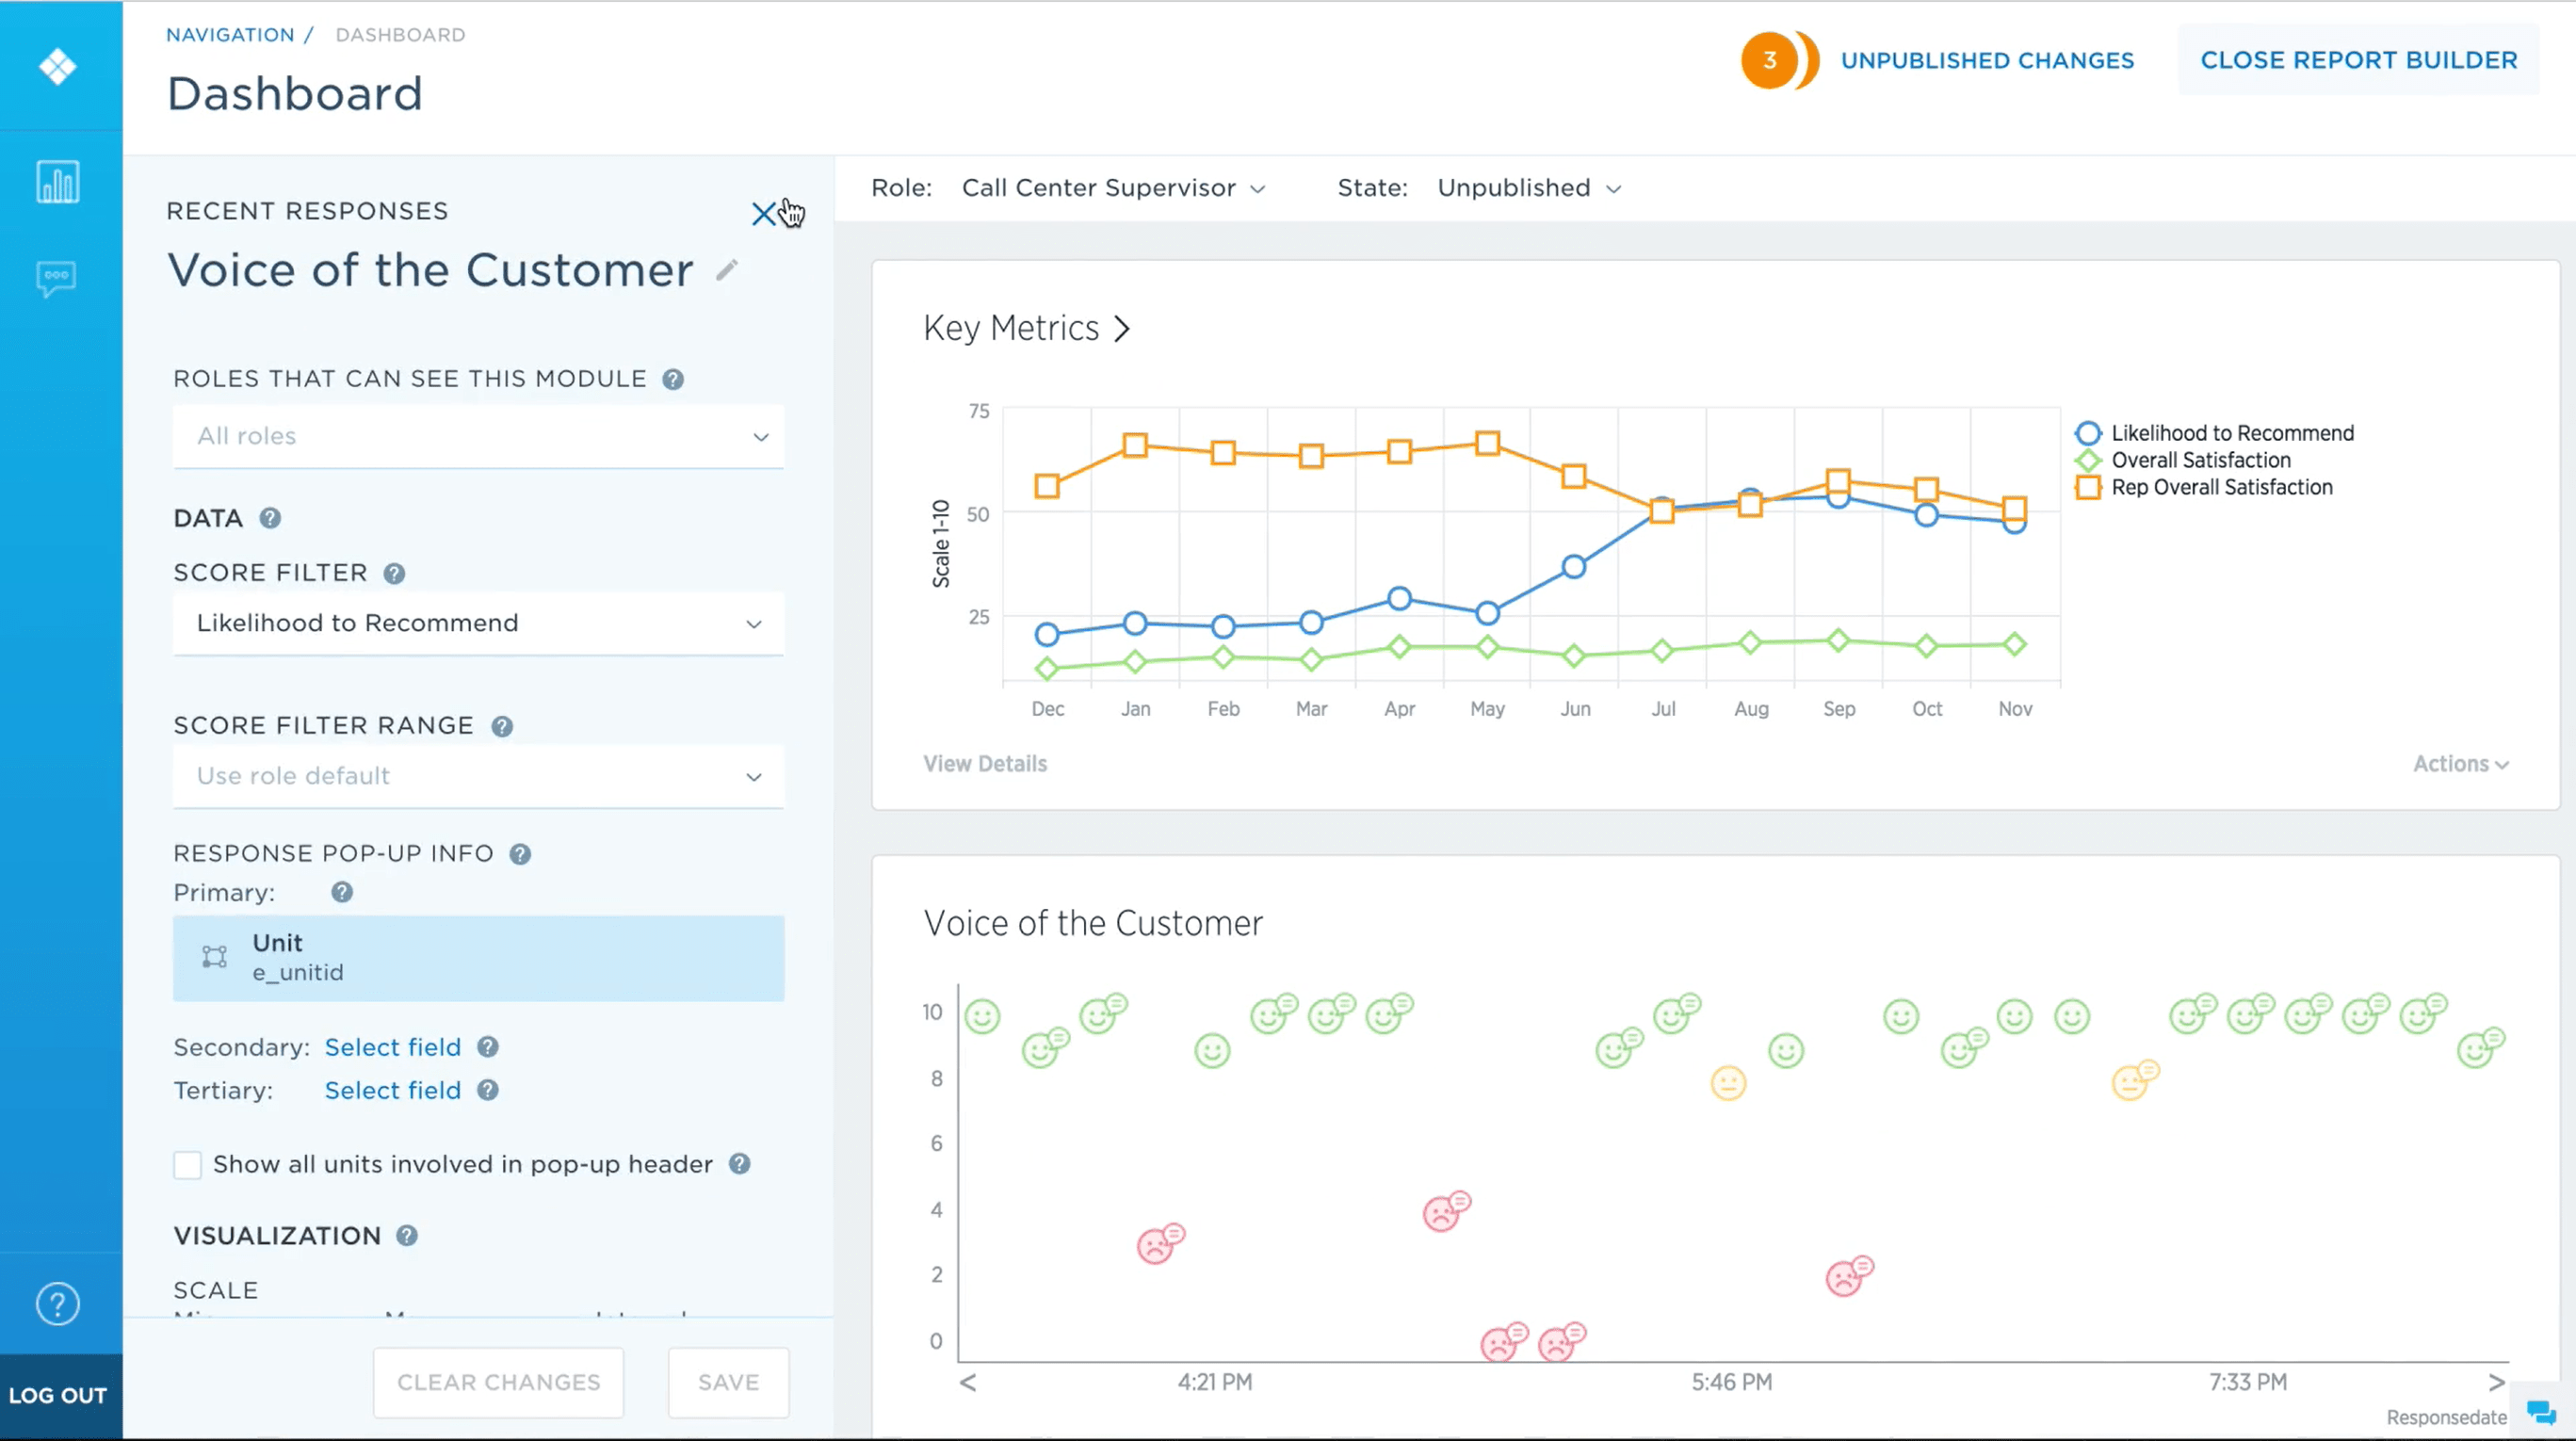 NAVIGATION / DASHBOARD
Dashboard
3 UNPUBLISHED CHANGES
CLOSE REPORT BUILDER
RECENT RESPONSES
Voice of the Customer
ROLES THAT CAN SEE THIS MODULE ?
All roles
DATA ?
SCORE FILTER ?
Likelihood to Recommend
SCORE FILTER RANGE ?
Use role default
RESPONSE POP-UP INFO ?
Primary: ?
Unit
e_unitid
Secondary: Select field ?
Tertiary: Select field ?
Show all units involved in pop-up header ?
VISUALIZATION ?
SCALE
CLEAR CHANGES
SAVE
?
LOG OUT
Role: Call Center Supervisor
State: Unpublished
Key Metrics >
75
50
25
Scale 1-10
Dec Jan Feb Mar Apr May Jun Jul Aug Sep Oct Nov
Likelihood to Recommend
Overall Satisfaction
Rep Overall Satisfaction
View Details
Actions
Voice of the Customer
10
8
6
4
2
0
< 4:21 PM 5:46 PM 7:33 PM >
Responsedate